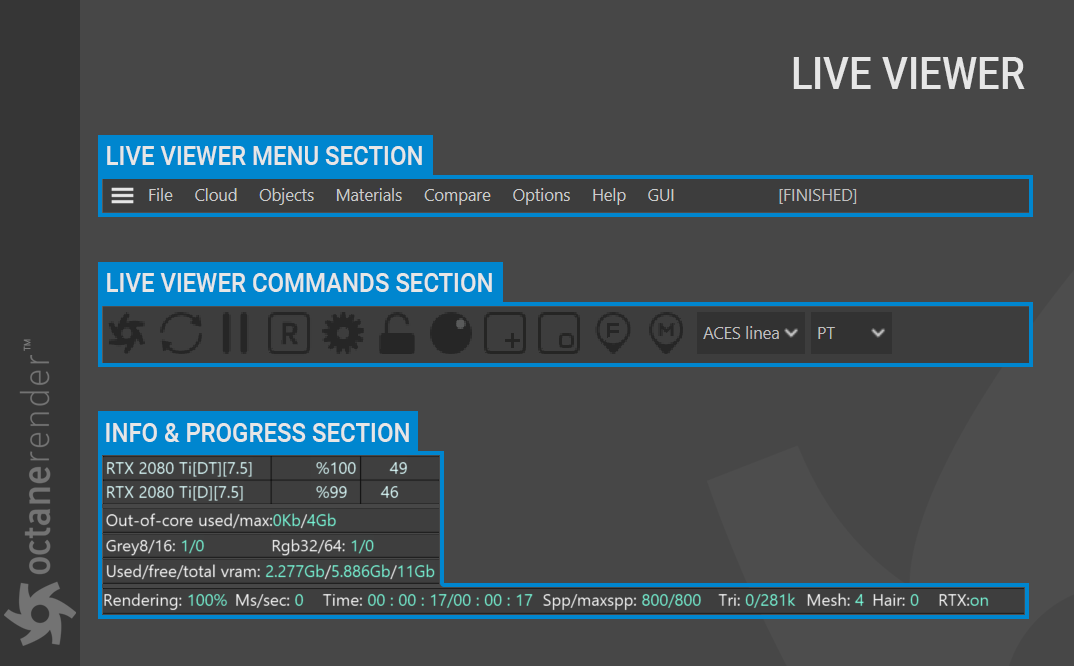 LIVE VIEWER
LIVE VIEWER MENU SECTION
File Cloud Objects Materials Compare Options Help GUI [FINISHED]
LIVE VIEWER COMMANDS SECTION
R F M ACES linea PT
INFO & PROGRESS SECTION
RTX 2080 Ti[DT][7.5] %100 49
RTX 2080 Ti[D][7.5] %99 46
Out-of-core used/max:0Kb/4Gb
Grey8/16: 1/0 Rgb32/64: 1/0
Used/free/total vram: 2.277Gb/5.886Gb/11Gb
Rendering: 100% Ms/sec: 0 Time: 00 : 00 : 17/00 : 00 : 17 Spp/maxspp: 800/800 Tri: 0/281k Mesh: 4 Hair: 0 RTX:on
octanerender™